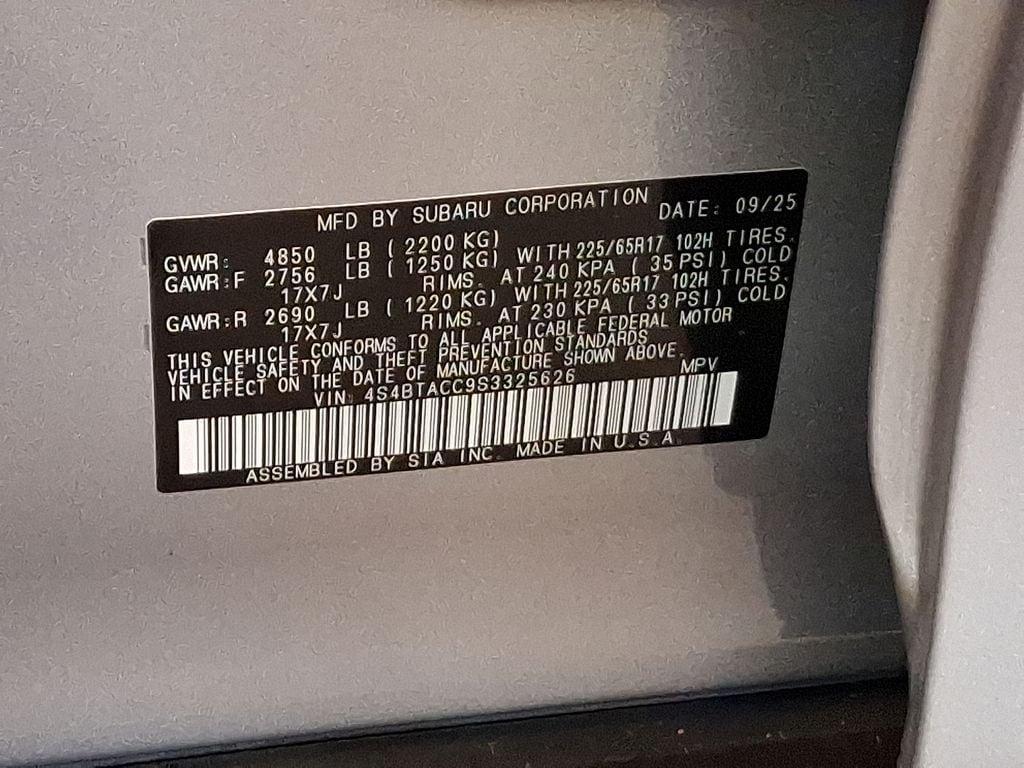 MFD BY SUBARU CORPORATION DATE: 09/25
GVWR: 4850 LB ( 2200 KG)
GAWR:F 2756 LB ( 1250 KG) WITH 225/65R17 102H TIRES.
17X7J RIMS. AT 240 KPA ( 35 PSI) COLD
GAWR:R 2690 LB ( 1220 KG) WITH 225/65R17 102H TIRES.
17X7J RIMS. AT 230 KPA ( 33 PSI) COLD
THIS VEHICLE CONFORMS TO ALL APPLICABLE FEDERAL MOTOR
VEHICLE SAFETY AND THEFT PREVENTION STANDARDS
IN EFFECT ON THE DATE OF MANUFACTURE SHOWN ABOVE.
VIN: 4S4BTACC9S3325626 MPV
ASSEMBLED BY SIA INC. MADE IN U.S.A.